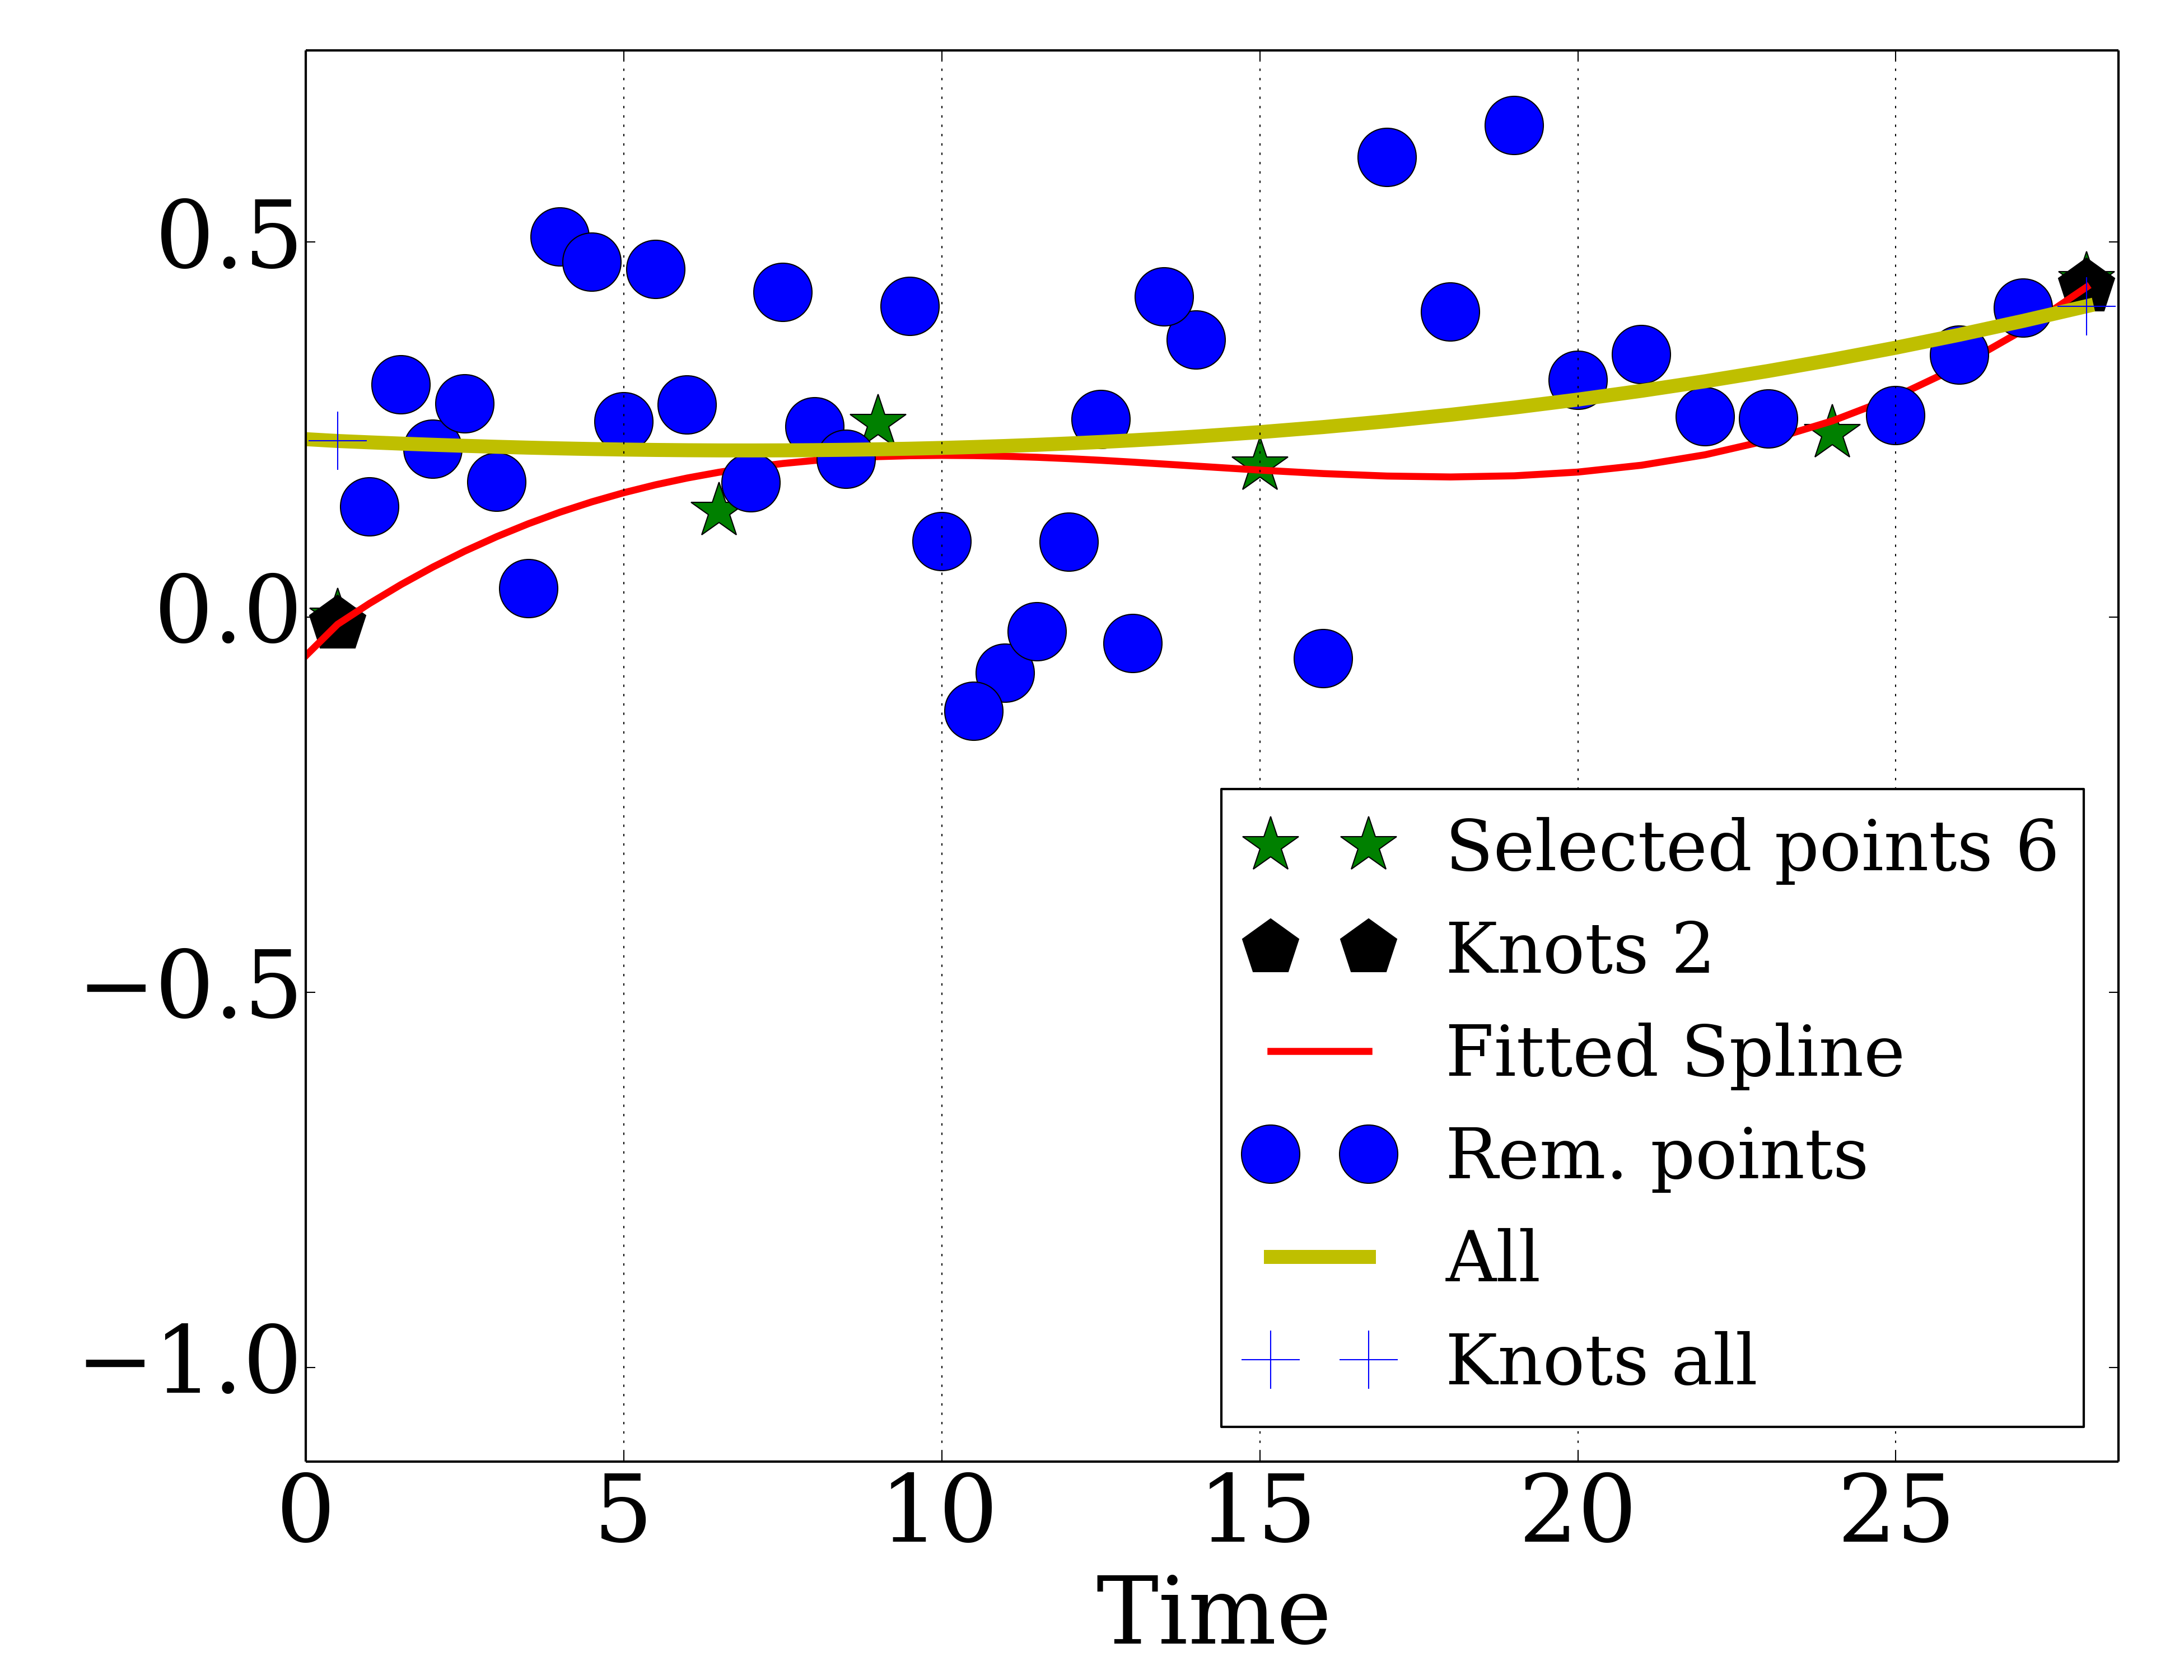 0.5
0.0
−0.5
−1.0
Selected points 6
Knots 2
Fitted Spline
Rem. points
All
Knots all
0 5 10 15 20 25
Time